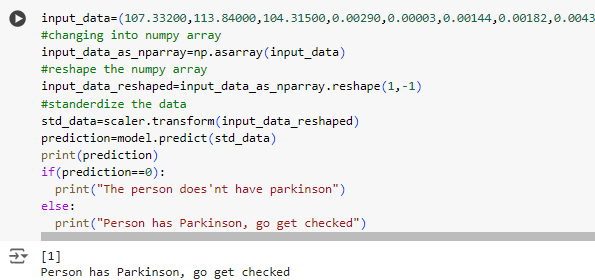 input_data=(107.33200,113.84000,104.31500,0.00290,0.00003,0.00144,0.00182,0.0043
#changing into numpy array
input_data_as_nparray=np.asarray(input_data)
#reshape the numpy array
input_data_reshaped=input_data_as_nparray.reshape(1,-1)
#standerdize the data
std_data=scaler.transform(input_data_reshaped)
prediction=model.predict(std_data)
print(prediction)
if(prediction==0):
  print("The person does'nt have parkinson")
else:
  print("Person has Parkinson, go get checked")
[1]
Person has Parkinson, go get checked